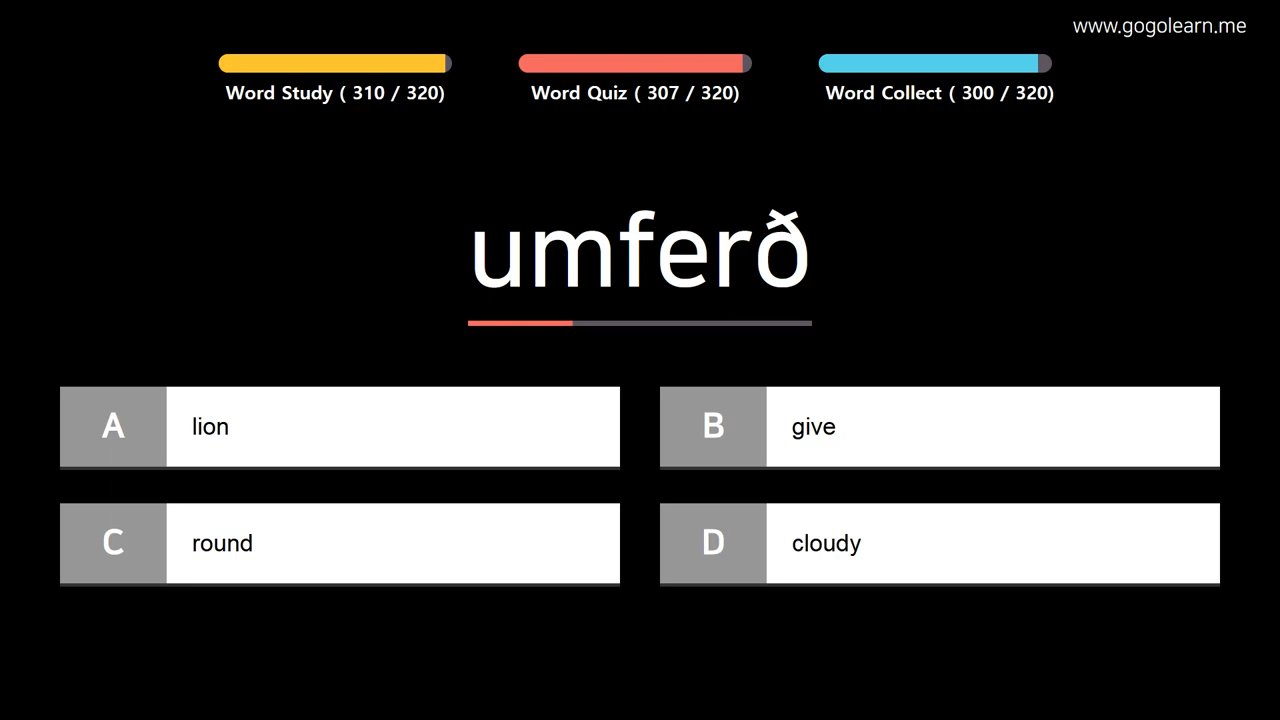 www.gogolearn.me
Word Study ( 310 / 320)
Word Quiz ( 307 / 320)
Word Collect ( 300 / 320)
umferð
A lion
B give
C round
D cloudy